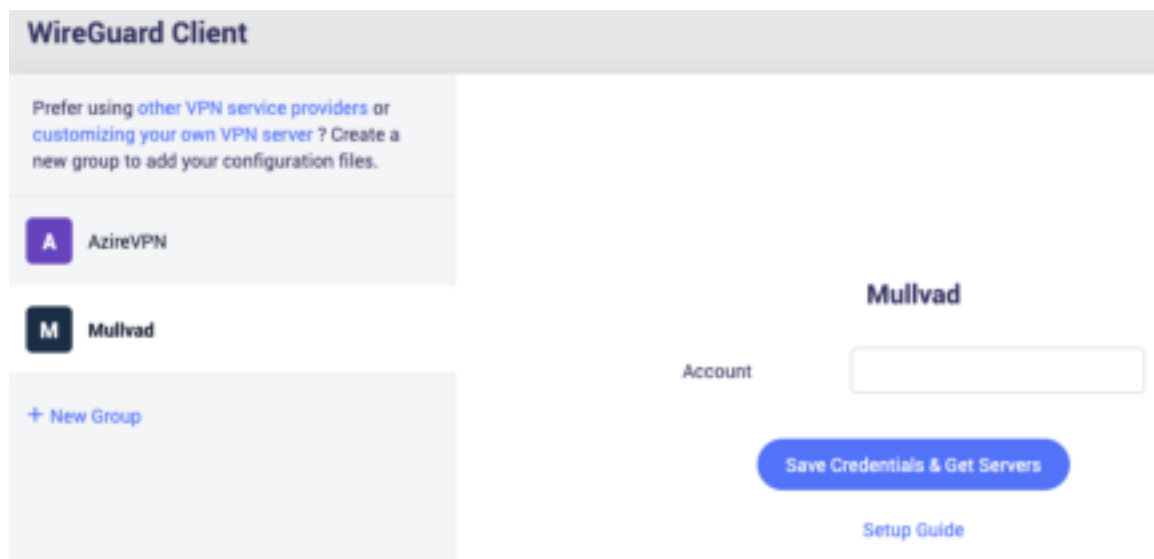 WireGuard Client
Prefer using other VPN service providers or
customizing your own VPN server ? Create a
new group to add your configuration files.
A AzireVPN
M Mullvad
+ New Group
Mullvad
Account
Save Credentials & Get Servers
Setup Guide